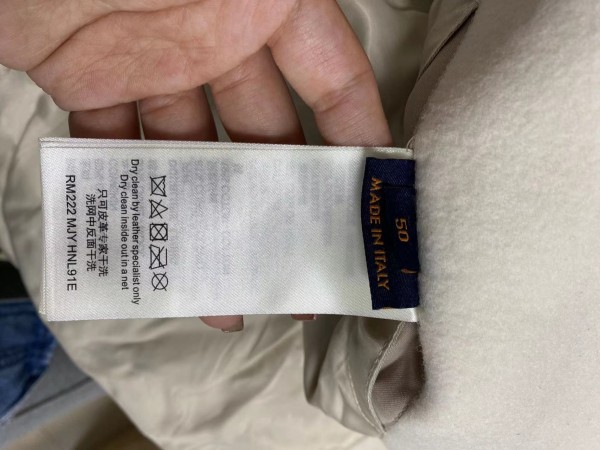 50
MADE IN ITALY
Dry clean by leather specialist only
Dry clean inside out in a net
只可皮革专家干洗
洗网中反面干洗
RM222 MJY HNL91E